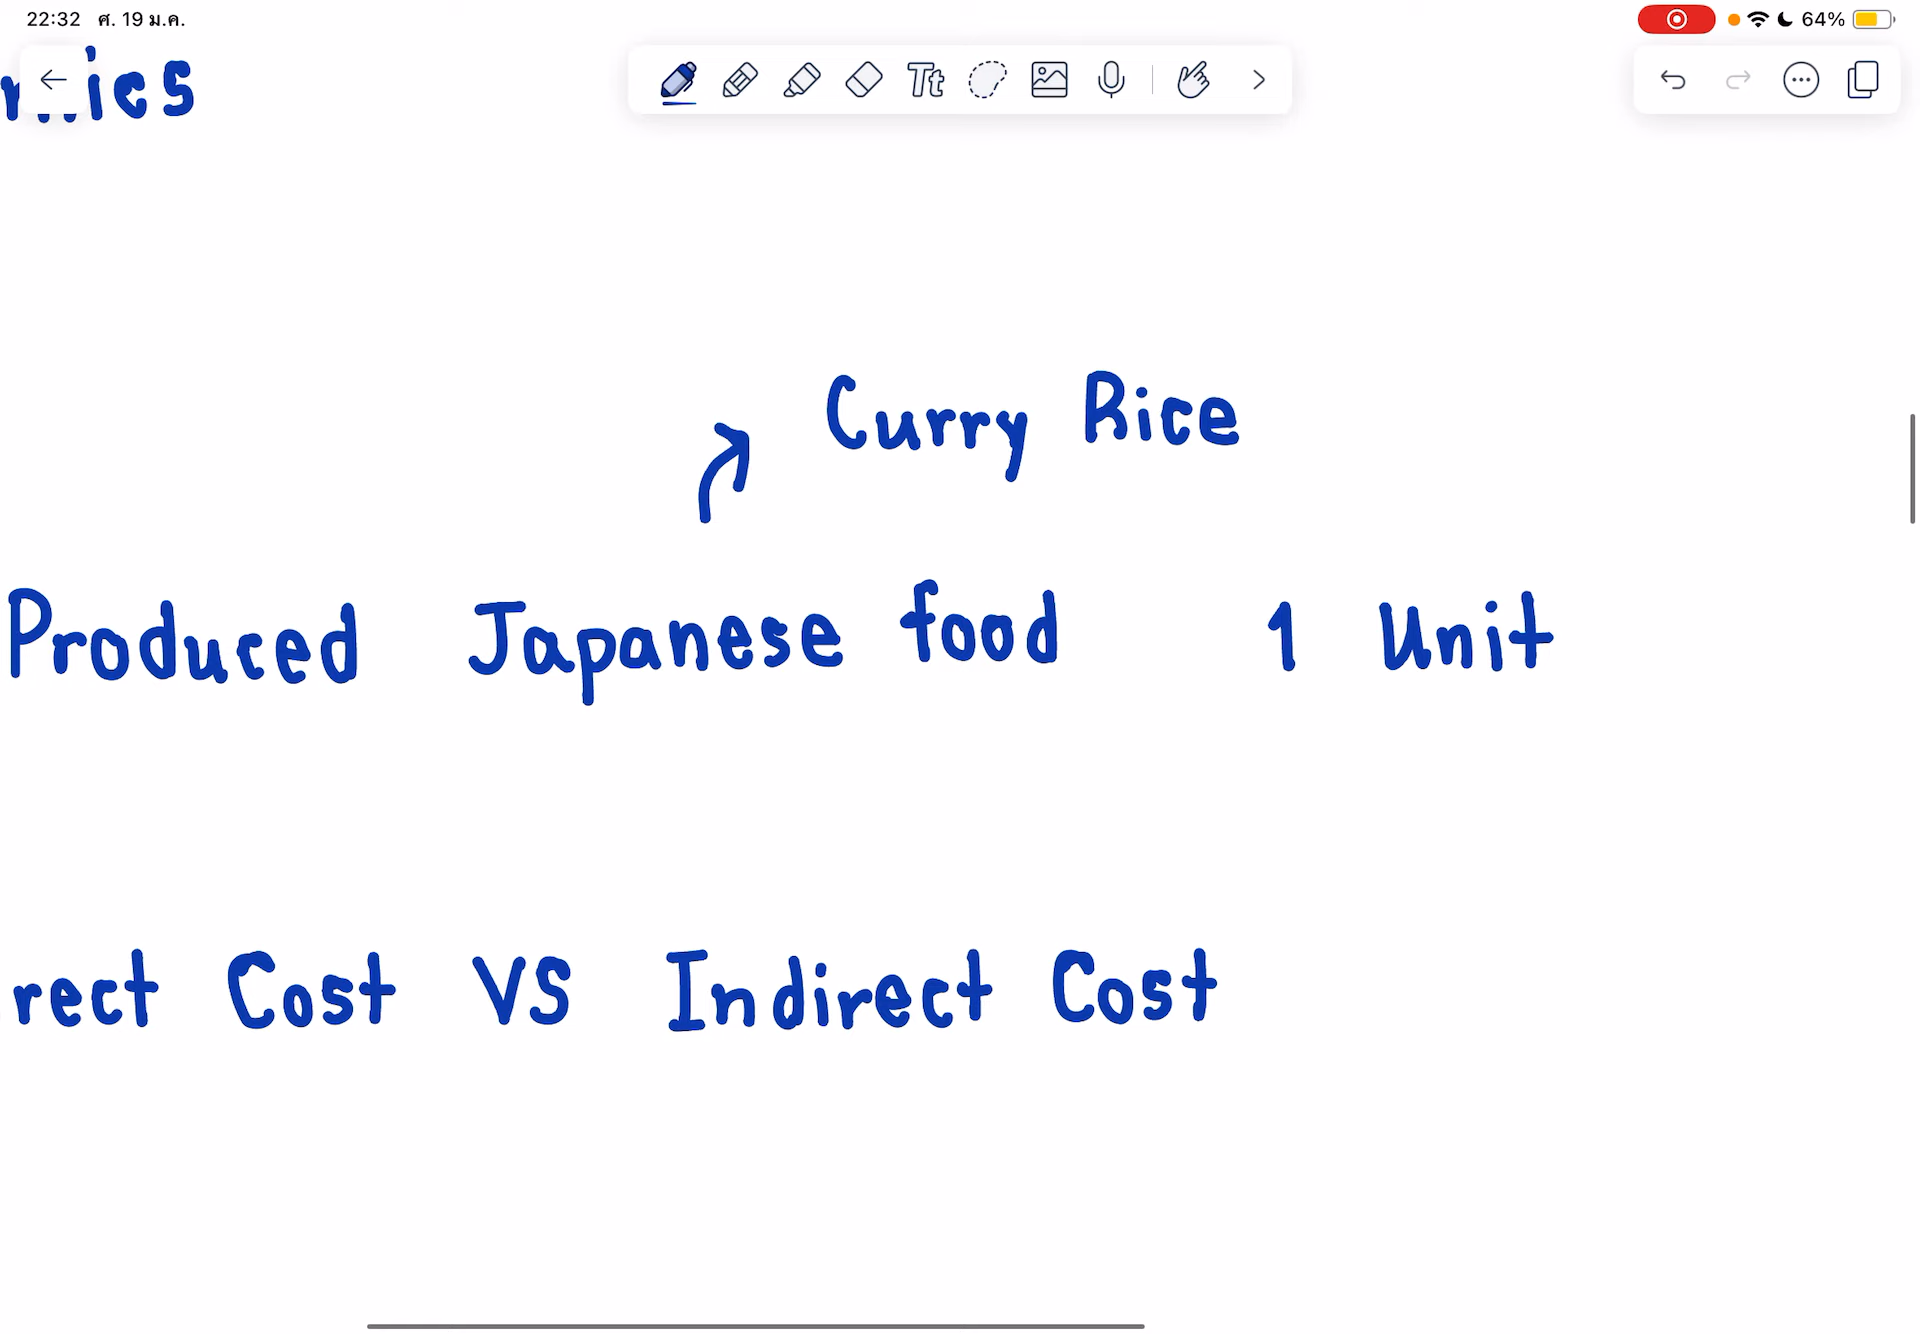 22:32 ศ. 19 ม.ค. 64%
Tt
Curry Rice
Produced Japanese food 1 Unit
rect Cost VS Indirect Cost